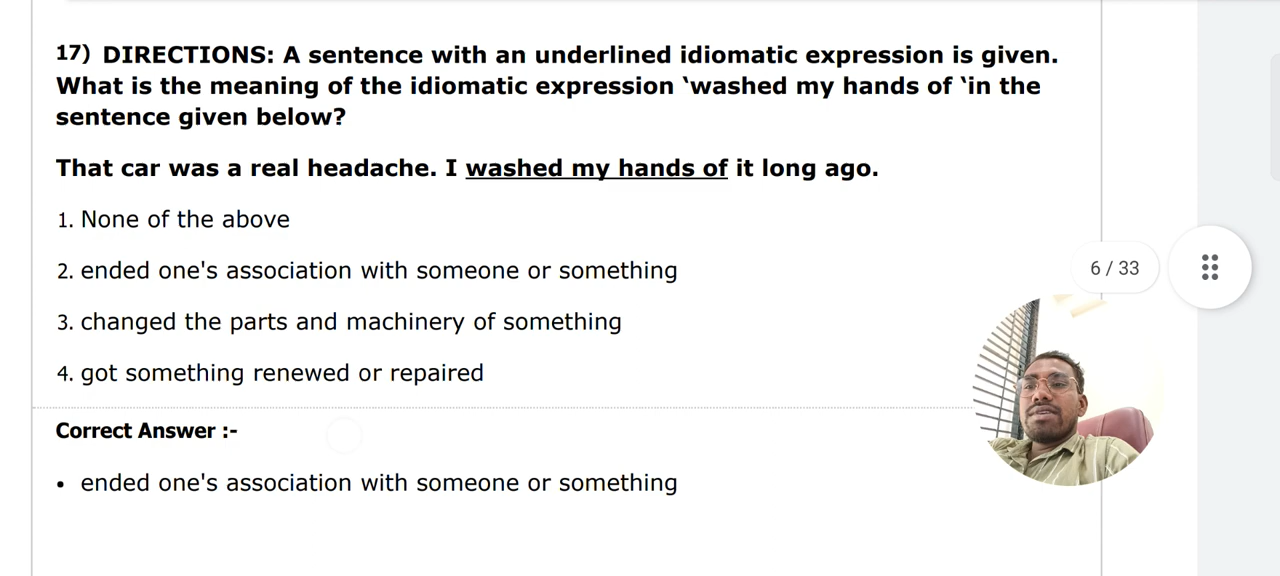 17) DIRECTIONS: A sentence with an underlined idiomatic expression is given.
What is the meaning of the idiomatic expression ‘washed my hands of ‘in the
sentence given below?
That car was a real headache. I washed my hands of it long ago.
1. None of the above
2. ended one's association with someone or something
6 / 33
3. changed the parts and machinery of something
4. got something renewed or repaired
Correct Answer :-
• ended one's association with someone or something